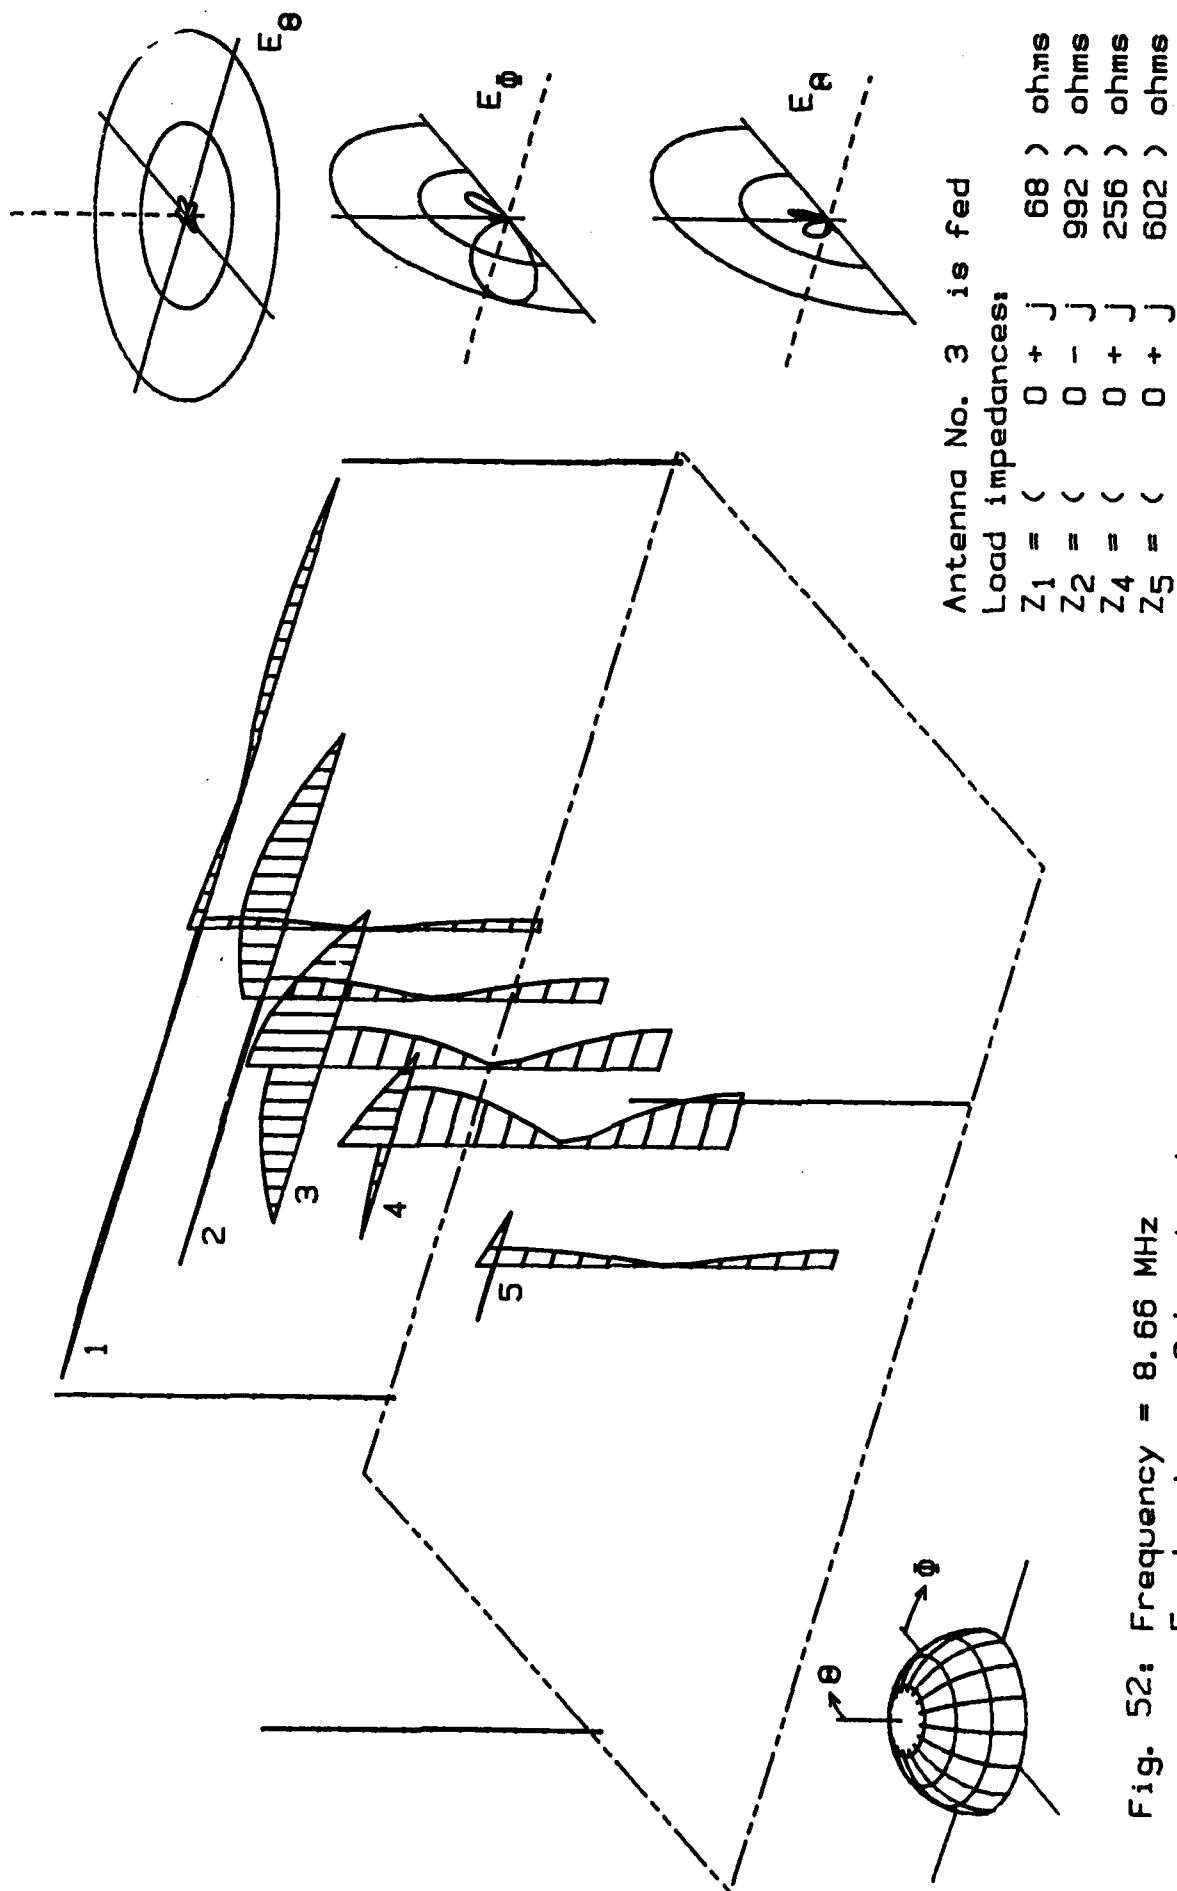 E_θ
E_Φ
E_θ
1
2
3
4
5
Antenna No. 3 is fed
Load impedances:
Z1 = ( 0 + j 68 ) ohms
Z2 = ( 0 - j 992 ) ohms
Z4 = ( 0 + j 256 ) ohms
Z5 = ( 0 + j 602 ) ohms
θ
Φ
Fig. 52: Frequency = 8.66 MHz